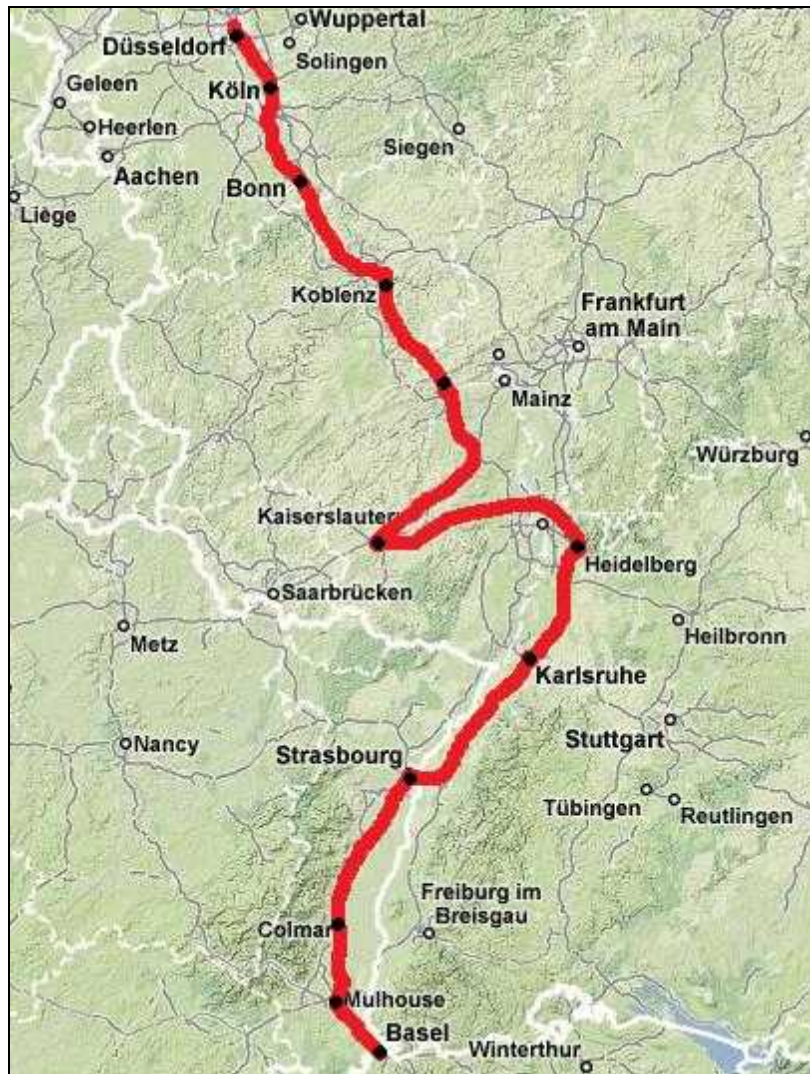 Wuppertal
Düsseldorf
Solingen
Geleen
Köln
Heerlen
Siegen
Aachen
Bonn
Liège
Koblenz
Frankfurt
am Main
Mainz
Würzburg
Kaiserslauter
Heidelberg
Saarbrücken
Metz
Heilbronn
Karlsruhe
Stuttgart
Nancy
Strasbourg
Tübingen
Reutlingen
Freiburg im
Breisgau
Colmar
Mulhouse
Basel
Winterthur